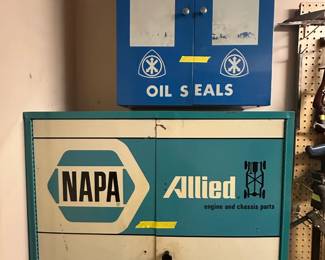 OIL SEALS
NAPA
Allied
engine and chassis parts